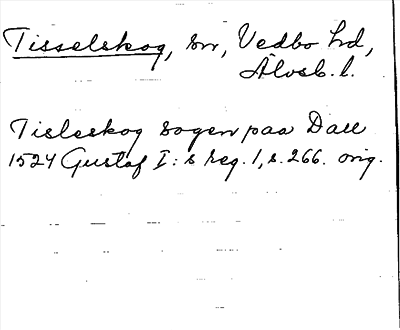 Tisselskog, sn, Vedbo hd,
Älvsb. l.
Tisleskog sogen paa Dall
1524 Gustaf I:s reg. 1, s. 266. orig.